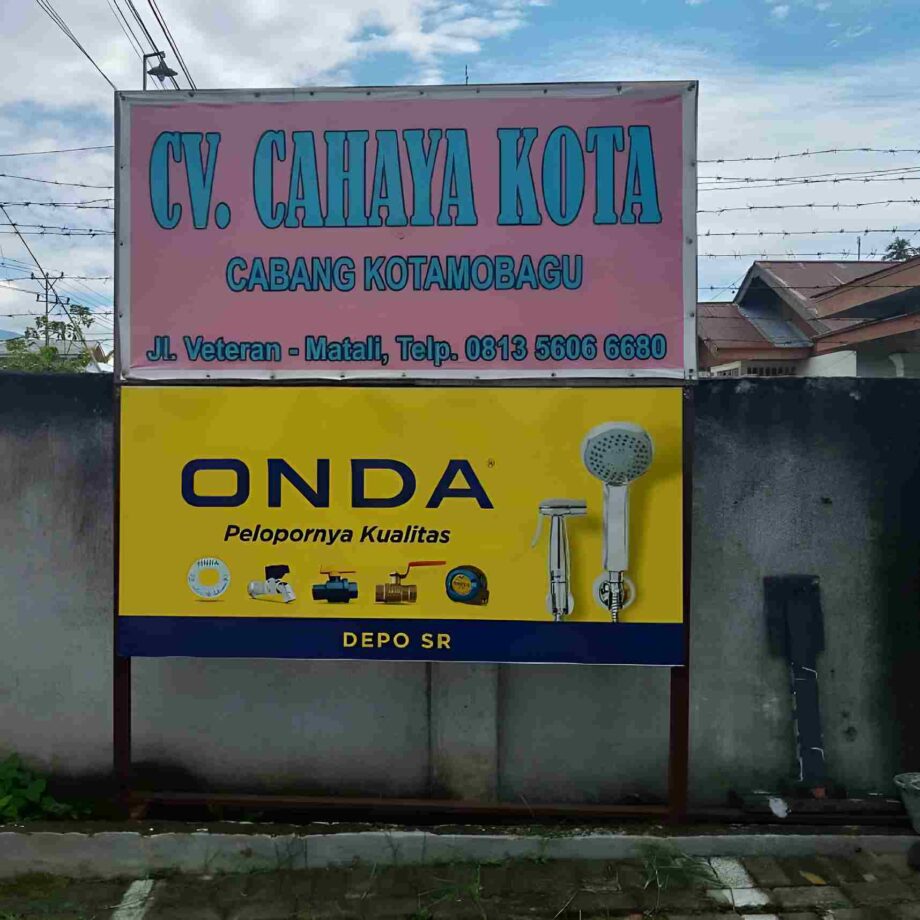 CV. CAHAYA KOTA
CABANG KOTAMOBAGU
Jl. Veteran - Matali, Telp. 0813 5606 6680
ONDA®
Pelopornya Kualitas
DEPO SR